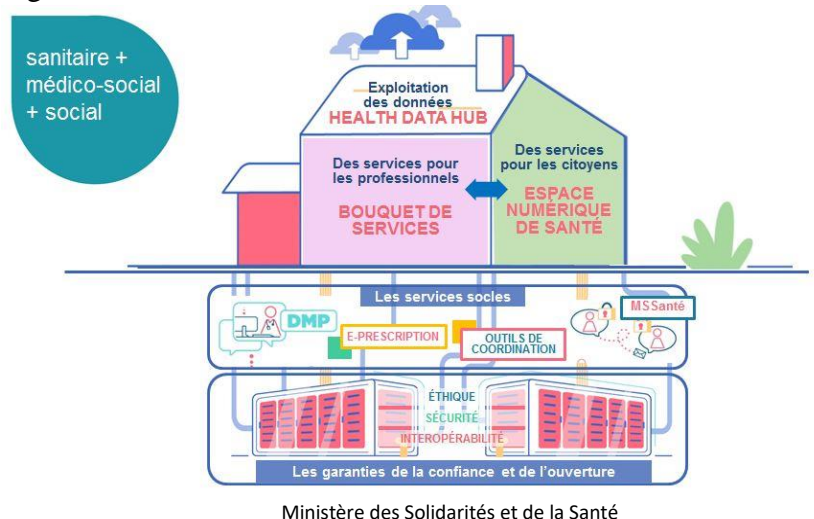 sanitaire +
médico-social
+ social
Exploitation
des données
HEALTH DATA HUB
Des services pour
les professionnels
BOUQUET DE
SERVICES
Des services
pour les citoyens
ESPACE
NUMÉRIQUE
DE SANTÉ
Les services socles
DMP
E-PRESCRIPTION
OUTILS DE
COORDINATION
MSSanté
ÉTHIQUE
SÉCURITÉ
INTEROPÉRABILITÉ
Les garanties de la confiance et de l'ouverture
Ministère des Solidarités et de la Santé